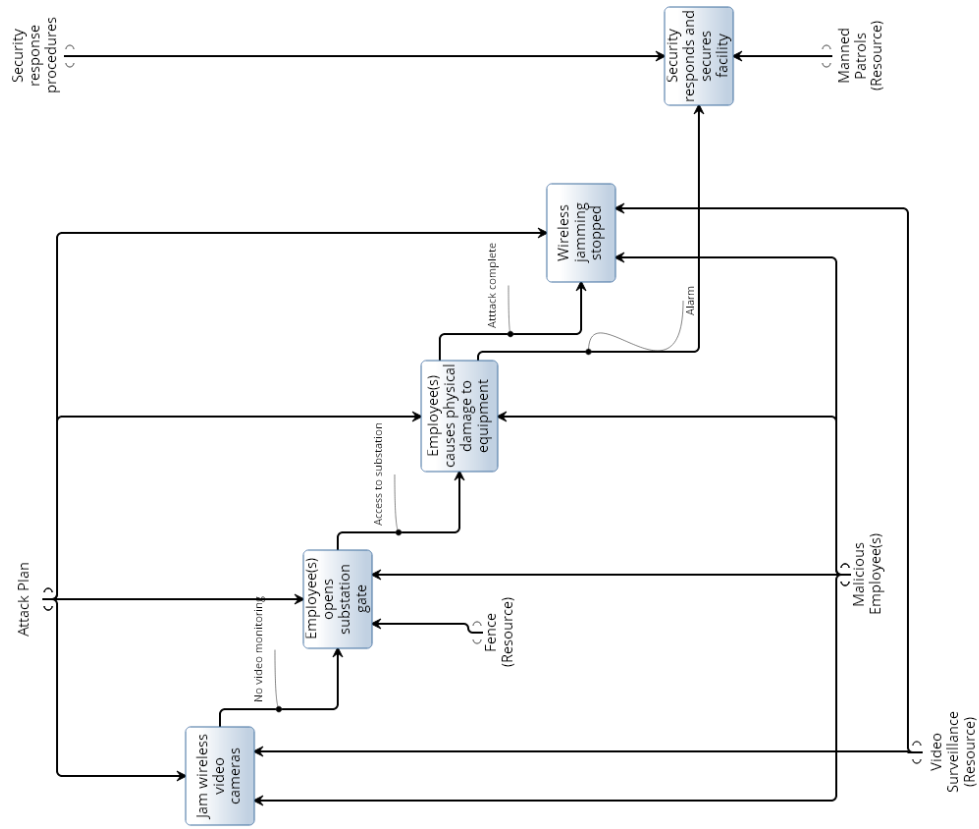 Attack Plan
Security
response
procedures
Jam wireless
video
cameras
No video monitoring
Employee(s)
opens
substation
gate
Access to substation
Employee(s)
causes physical
damage to
equipment
Atttack complete
Alarm
Wireless
jamming
stopped
Security
responds and
secures
facility
Fence
(Resource)
Video
Surveillance
(Resource)
Malicious
Employee(s)
Manned
Patrols
(Resource)